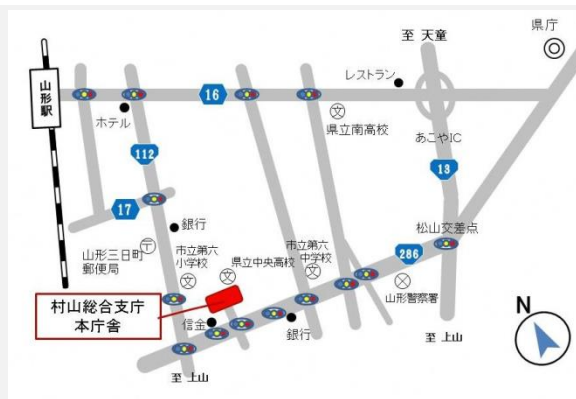 至 天童
県庁
山形駅
レストラン
16
ホテル
文
県立南高校
あこやIC
112
13
17
銀行
松山交差点
286
山形三日町
郵便局
〒
市立第六
小学校
文
県立中央高校
文
市立第六
中学校
文
山形警察署
村山総合支庁
本庁舎
信金
銀行
至 上山
至 上山
N